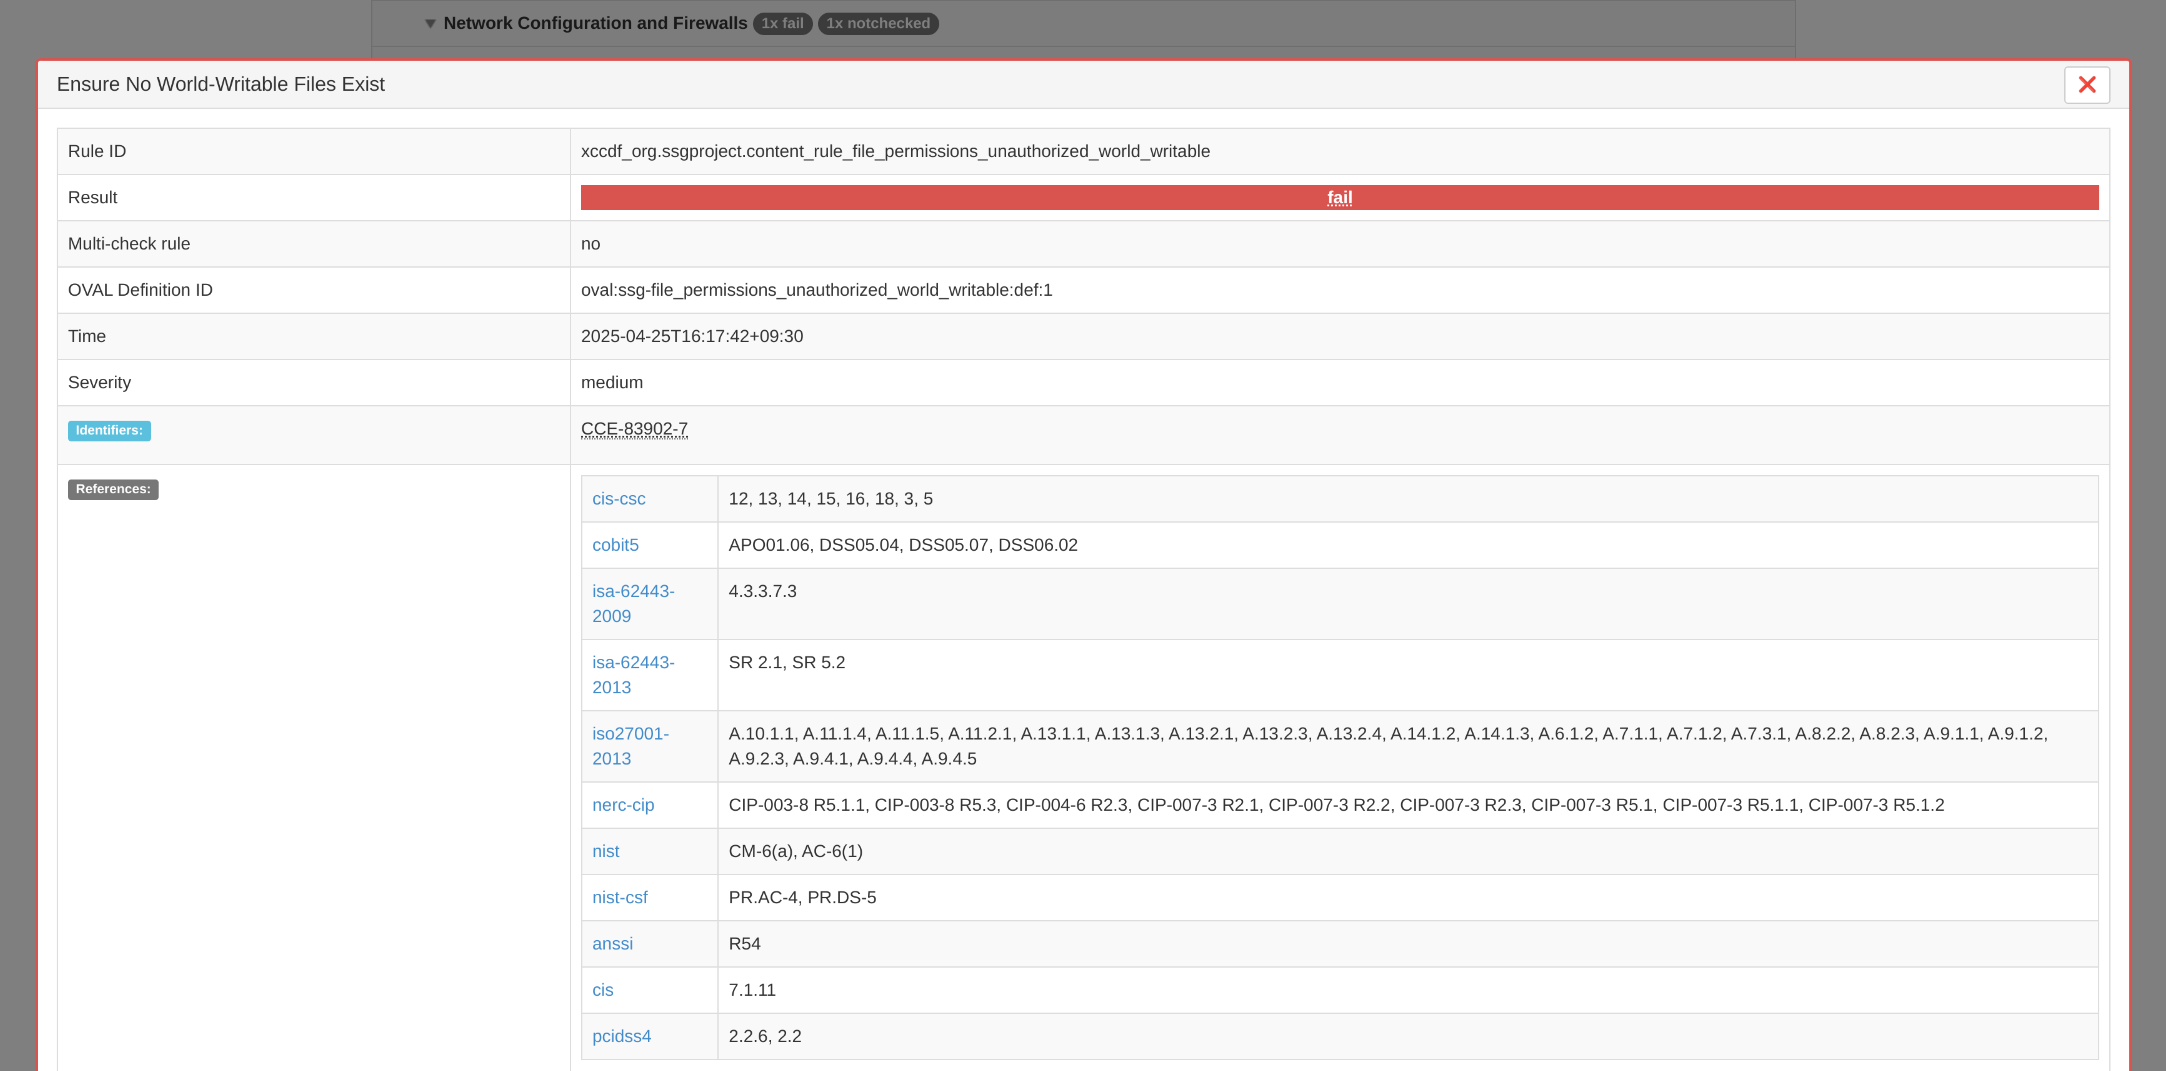 Network Configuration and Firewalls 1x fail 1x notchecked
Ensure No World-Writable Files Exist
Rule ID xccdf_org.ssgproject.content_rule_file_permissions_unauthorized_world_writable
Result fail
Multi-check rule no
OVAL Definition ID oval:ssg-file_permissions_unauthorized_world_writable:def:1
Time 2025-04-25T16:17:42+09:30
Severity medium
Identifiers: CCE-83902-7
References:
cis-csc 12, 13, 14, 15, 16, 18, 3, 5
cobit5 APO01.06, DSS05.04, DSS05.07, DSS06.02
isa-62443- 4.3.3.7.3
2009
isa-62443- SR 2.1, SR 5.2
2013
iso27001- A.10.1.1, A.11.1.4, A.11.1.5, A.11.2.1, A.13.1.1, A.13.1.3, A.13.2.1, A.13.2.3, A.13.2.4, A.14.1.2, A.14.1.3, A.6.1.2, A.7.1.1, A.7.1.2, A.7.3.1, A.8.2.2, A.8.2.3, A.9.1.1, A.9.1.2,
2013 A.9.2.3, A.9.4.1, A.9.4.4, A.9.4.5
nerc-cip CIP-003-8 R5.1.1, CIP-003-8 R5.3, CIP-004-6 R2.3, CIP-007-3 R2.1, CIP-007-3 R2.2, CIP-007-3 R2.3, CIP-007-3 R5.1, CIP-007-3 R5.1.1, CIP-007-3 R5.1.2
nist CM-6(a), AC-6(1)
nist-csf PR.AC-4, PR.DS-5
anssi R54
cis 7.1.11
pcidss4 2.2.6, 2.2